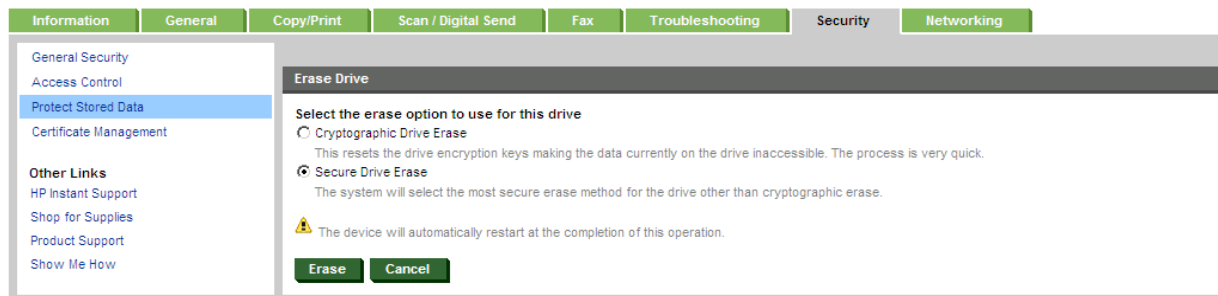 Information General Copy/Print Scan / Digital Send Fax Troubleshooting Security Networking
General Security
Access Control
Protect Stored Data
Certificate Management
Other Links
HP Instant Support
Shop for Supplies
Product Support
Show Me How
Erase Drive
Select the erase option to use for this drive
Cryptographic Drive Erase
This resets the drive encryption keys making the data currently on the drive inaccessible. The process is very quick.
Secure Drive Erase
The system will select the most secure erase method for the drive other than cryptographic erase.
The device will automatically restart at the completion of this operation.
Erase Cancel